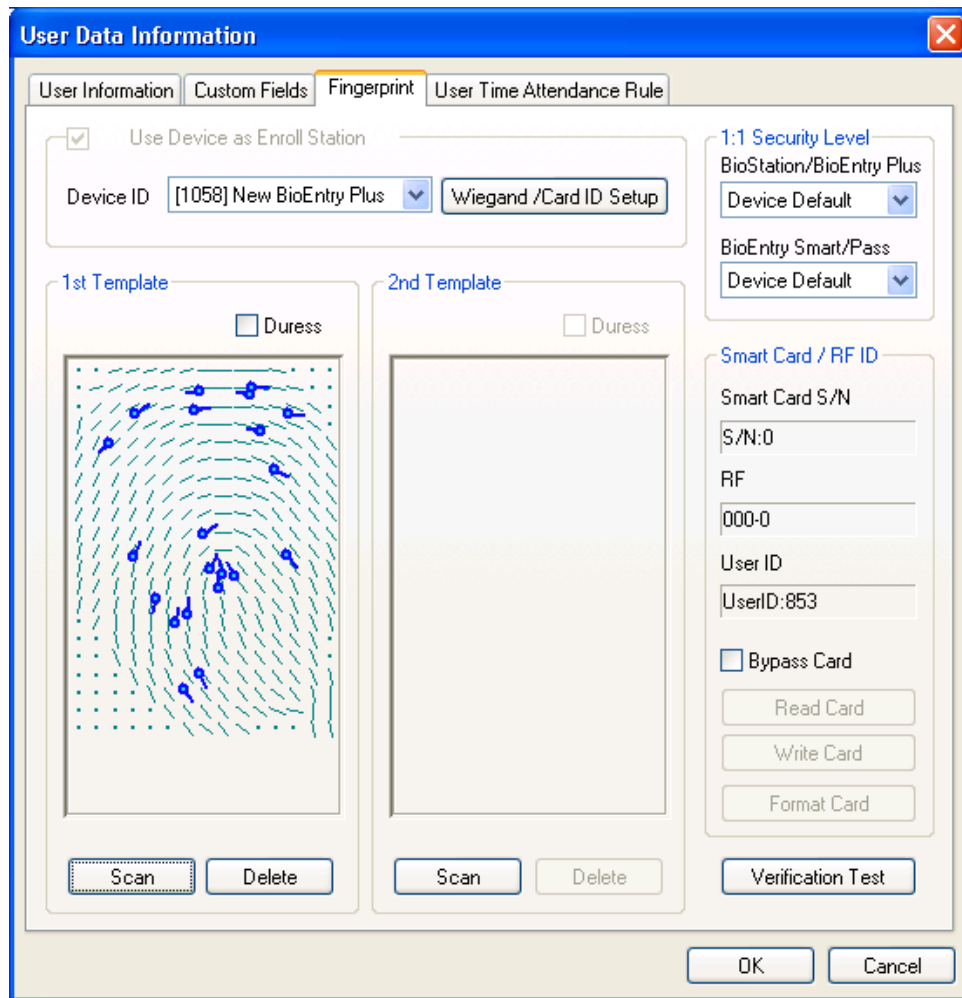 User Data Information
User Information Custom Fields Fingerprint User Time Attendance Rule
Use Device as Enroll Station
Device ID [1058] New BioEntry Plus Wiegand /Card ID Setup
1:1 Security Level
BioStation/BioEntry Plus
Device Default
BioEntry Smart/Pass
Device Default
1st Template
Duress
Scan Delete
2nd Template
Duress
Scan Delete
Smart Card / RF ID
Smart Card S/N
S/N:0
RF
000-0
User ID
UserID:853
Bypass Card
Read Card
Write Card
Format Card
Verification Test
OK Cancel